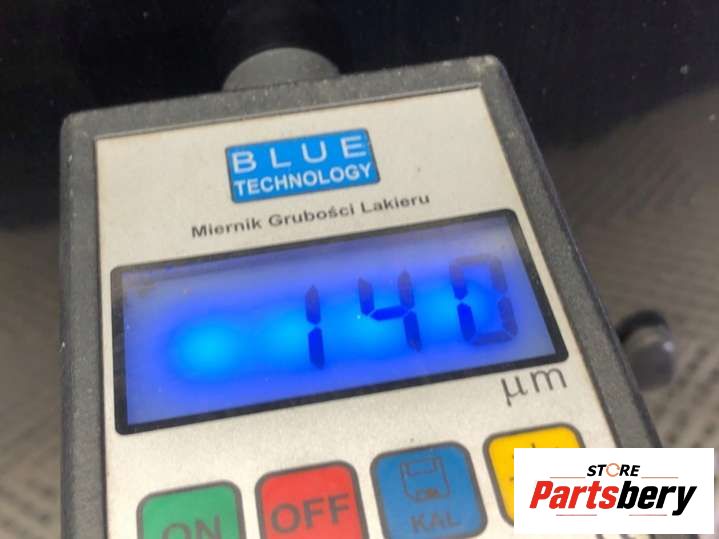 BLUE
TECHNOLOGY
Miernik Grubości Lakieru
140
μm
ON
OFF
KAL
STORE
Partsbery